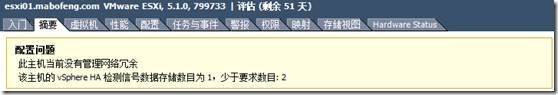 esxi01.mabofeng.com VMware ESXi, 5.1.0, 799733 | 评估 (剩余 51 天)
入门 摘要 虚拟机 性能 配置 任务与事件 警报 权限 映射 存储视图 Hardware Status
配置问题
此主机当前没有管理网络冗余
该主机的 vSphere HA 检测信号数据存储数目为 1，少于要求数目: 2